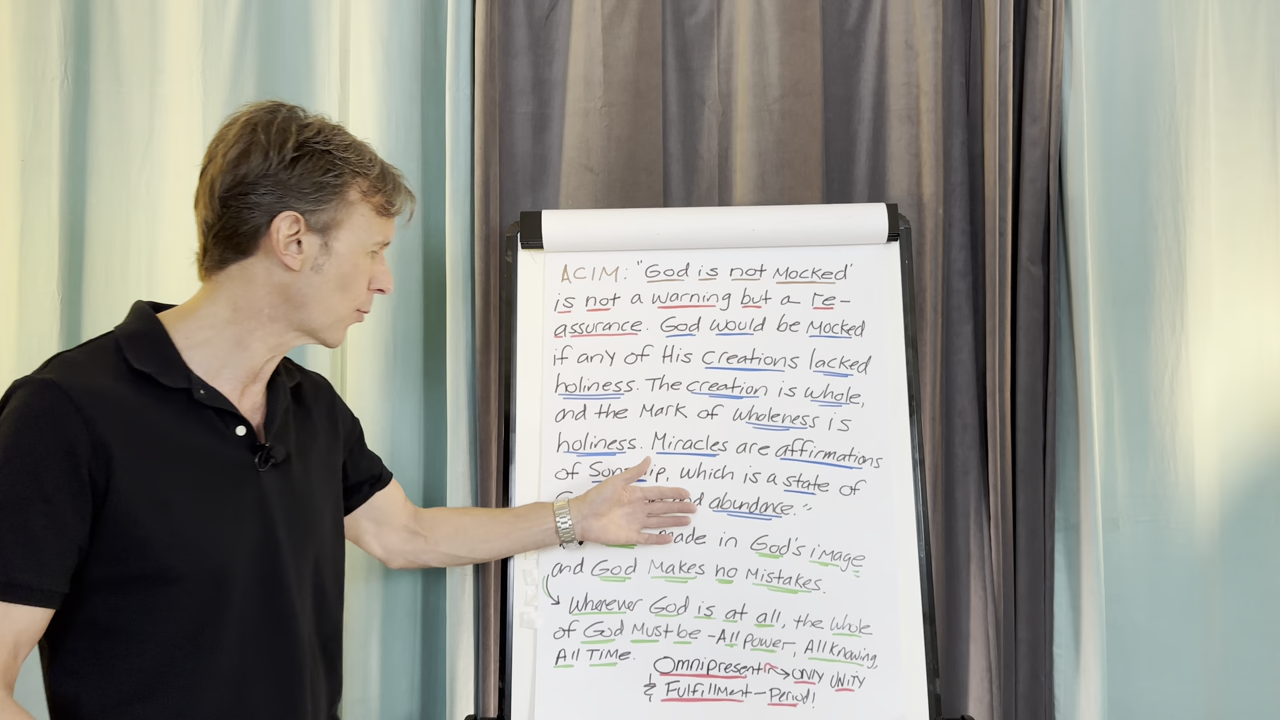 ACIM: "God is not Mocked'
is not a warning but a re-
assurance. God would be Mocked
if any of His creations lacked
holiness. The creation is whole,
and the Mark of wholeness is
holiness. Miracles are affirmations
of Sonship, which is a state of
abundance."
made in God's image
and God Makes no Mistakes.
Wherever God is at all, the whole
of God Must be - All power, All knowing,
All Time.
Omnipresent → only unity
& Fulfillment - Period!